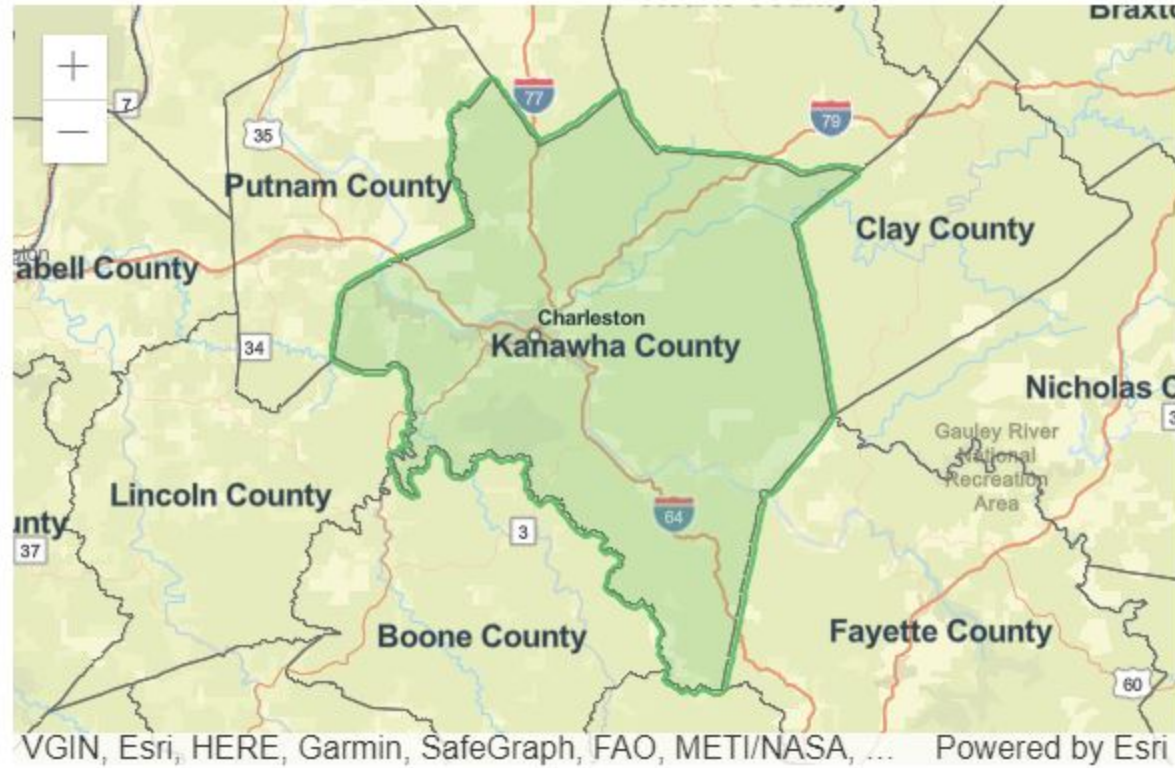 Braxto
+
−
7
77
79
35
Putnam County
Clay County
abell County
34
Charleston
Kanawha County
Nicholas C
Gauley River
National
Recreation
Area
Lincoln County
unty
37
3
64
Boone County
Fayette County
60
VGIN, Esri, HERE, Garmin, SafeGraph, FAO, METI/NASA, ...
Powered by Esri